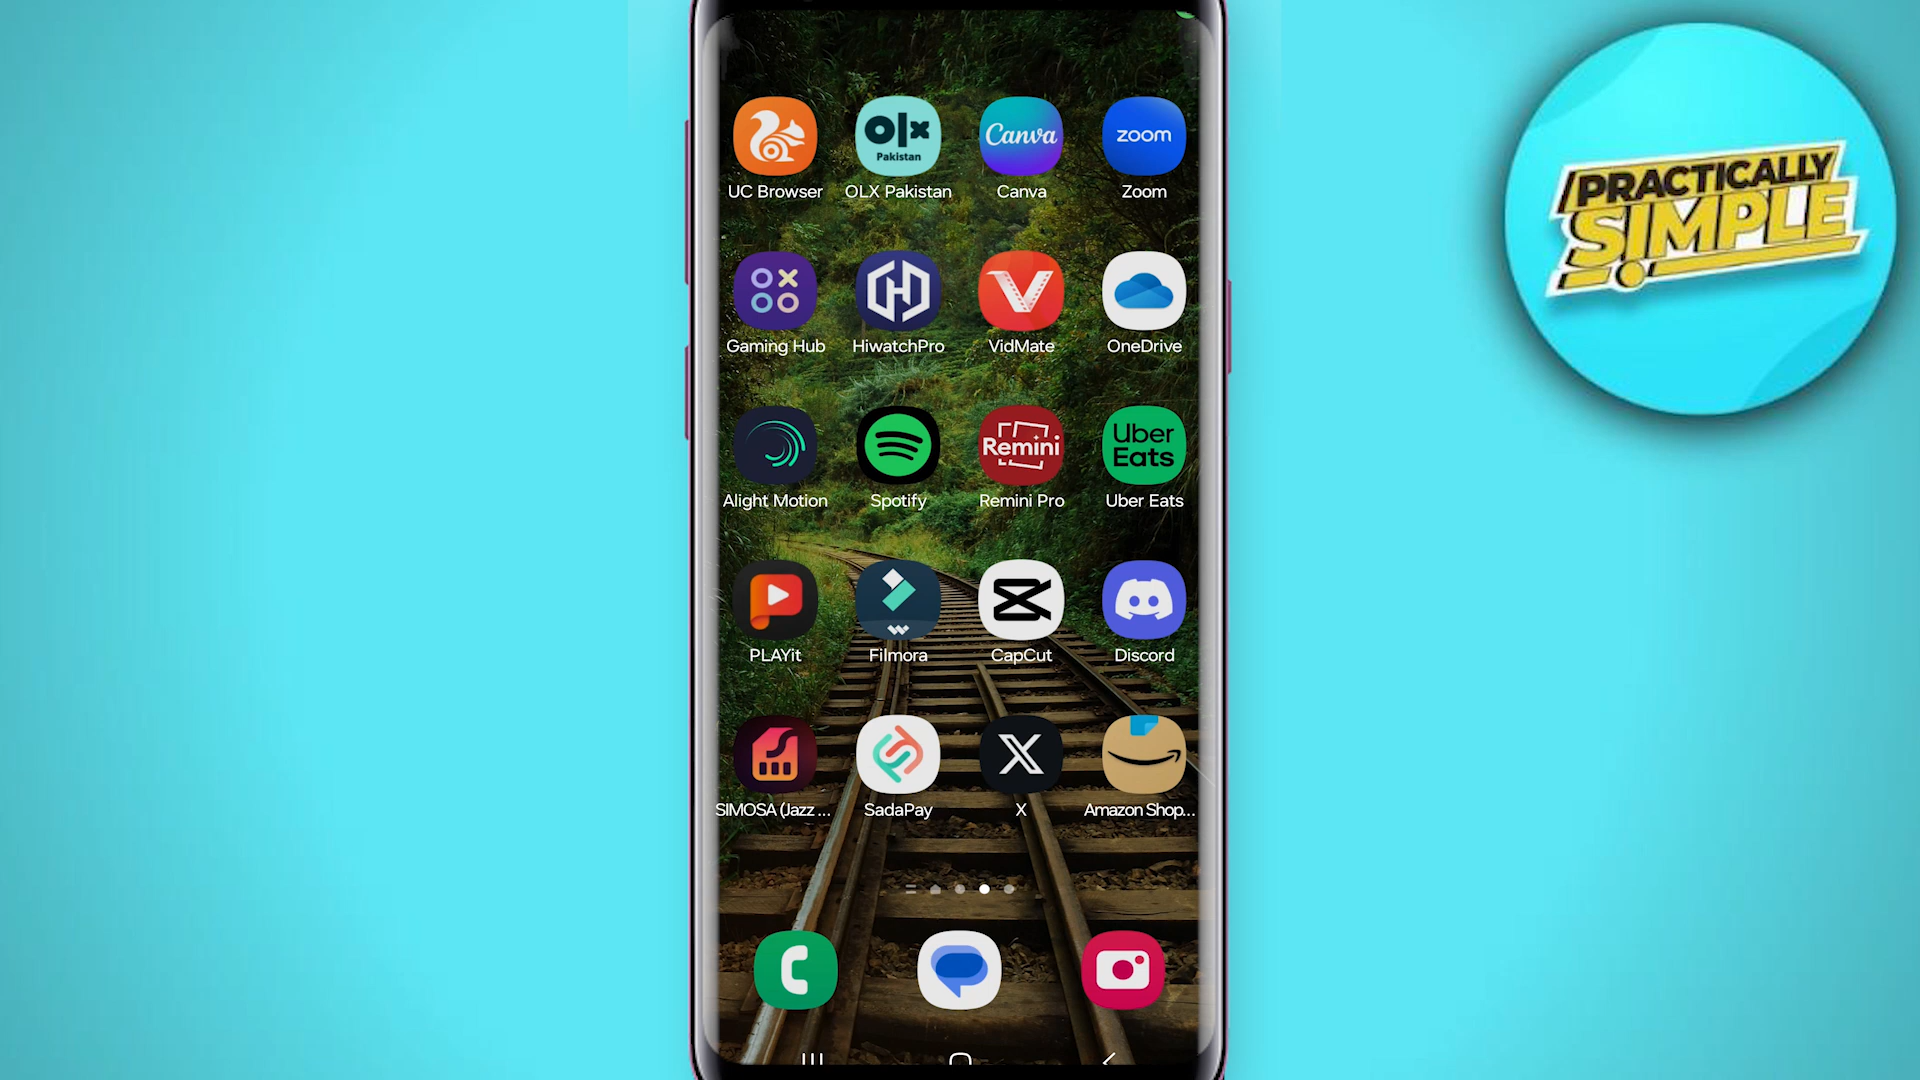 PRACTICALLY
SIMPLE
olx
Pakistan
Canva
zoom
UC Browser
OLX Pakistan
Canva
Zoom
Gaming Hub
HiwatchPro
VidMate
OneDrive
Remini
Uber
Eats
Alight Motion
Spotify
Remini Pro
Uber Eats
PLAYit
Filmora
CapCut
Discord
SIMOSA (Jazz ...
SadaPay
X
Amazon Shop...